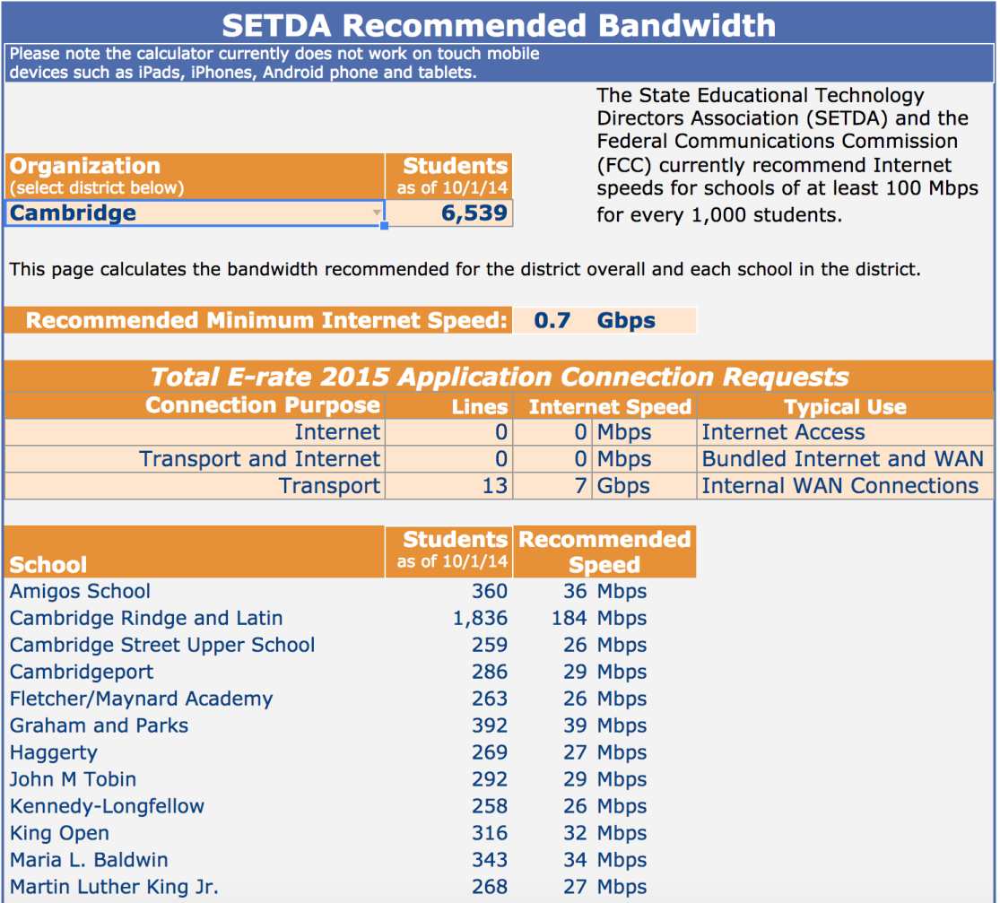 SETDA Recommended Bandwidth
Please note the calculator currently does not work on touch mobile
devices such as iPads, iPhones, Android phone and tablets.
The State Educational Technology
Directors Association (SETDA) and the
Federal Communications Commission
(FCC) currently recommend Internet
speeds for schools of at least 100 Mbps
for every 1,000 students.
Organization Students
(select district below) as of 10/1/14
Cambridge 6,539
This page calculates the bandwidth recommended for the district overall and each school in the district.
Recommended Minimum Internet Speed: 0.7 Gbps
Total E-rate 2015 Application Connection Requests
Connection Purpose Lines Internet Speed Typical Use
Internet 0 0 Mbps Internet Access
Transport and Internet 0 0 Mbps Bundled Internet and WAN
Transport 13 7 Gbps Internal WAN Connections
Students Recommended
School as of 10/1/14 Speed
Amigos School 360 36 Mbps
Cambridge Rindge and Latin 1,836 184 Mbps
Cambridge Street Upper School 259 26 Mbps
Cambridgeport 286 29 Mbps
Fletcher/Maynard Academy 263 26 Mbps
Graham and Parks 392 39 Mbps
Haggerty 269 27 Mbps
John M Tobin 292 29 Mbps
Kennedy-Longfellow 258 26 Mbps
King Open 316 32 Mbps
Maria L. Baldwin 343 34 Mbps
Martin Luther King Jr. 268 27 Mbps